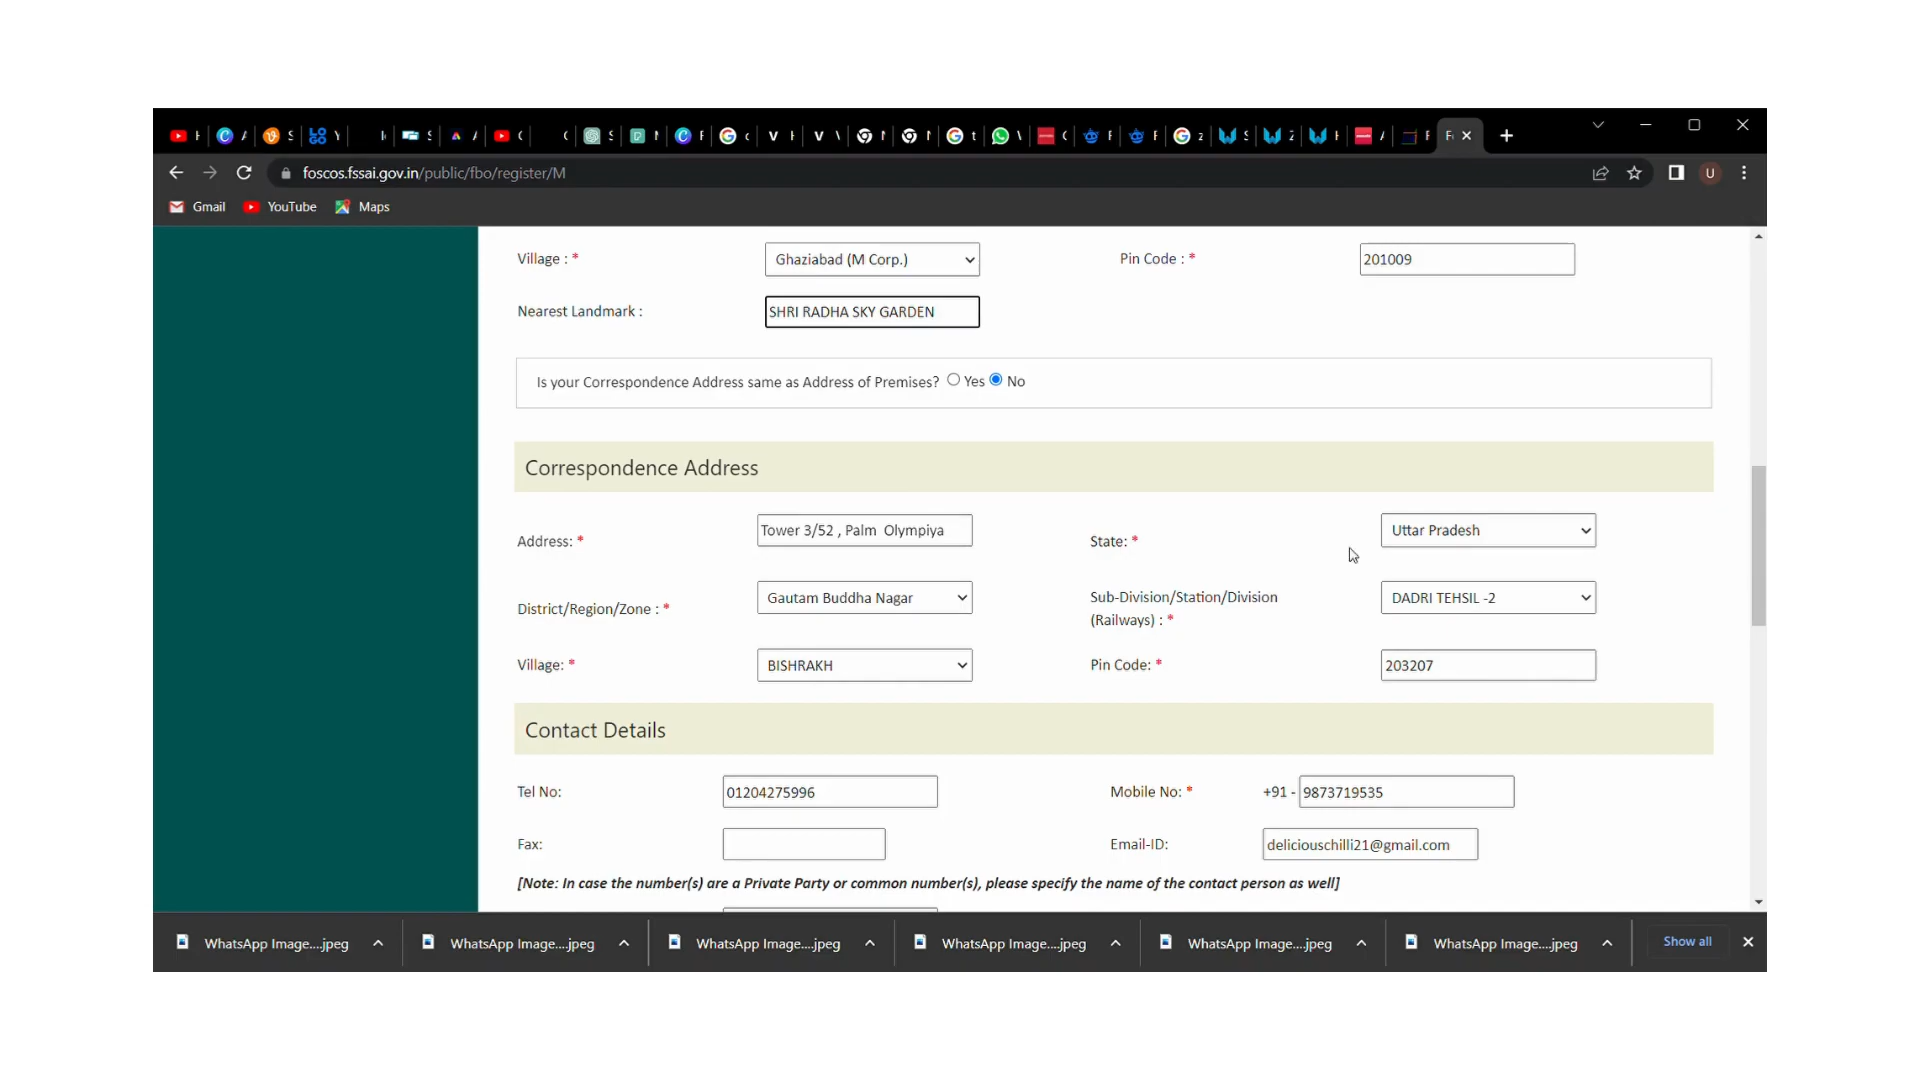 foscos.fssai.gov.in/public/fbo/register/M
U
Gmail YouTube Maps
Village : * Ghaziabad (M Corp.) Pin Code : * 201009
Nearest Landmark : SHRI RADHA SKY GARDEN
Is your Correspondence Address same as Address of Premises? Yes No
Correspondence Address
Address: * Tower 3/52 , Palm Olympiya State: * Uttar Pradesh
District/Region/Zone : * Gautam Buddha Nagar Sub-Division/Station/Division (Railways) : * DADRI TEHSIL -2
Village: * BISHRAKH Pin Code: * 203207
Contact Details
Tel No: 01204275996 Mobile No: * +91 - 9873719535
Fax: Email-ID: deliciouschilli21@gmail.com
[Note: In case the number(s) are a Private Party or common number(s), please specify the name of the contact person as well]
WhatsApp Image....jpeg WhatsApp Image....jpeg WhatsApp Image....jpeg WhatsApp Image....jpeg WhatsApp Image....jpeg WhatsApp Image....jpeg Show all